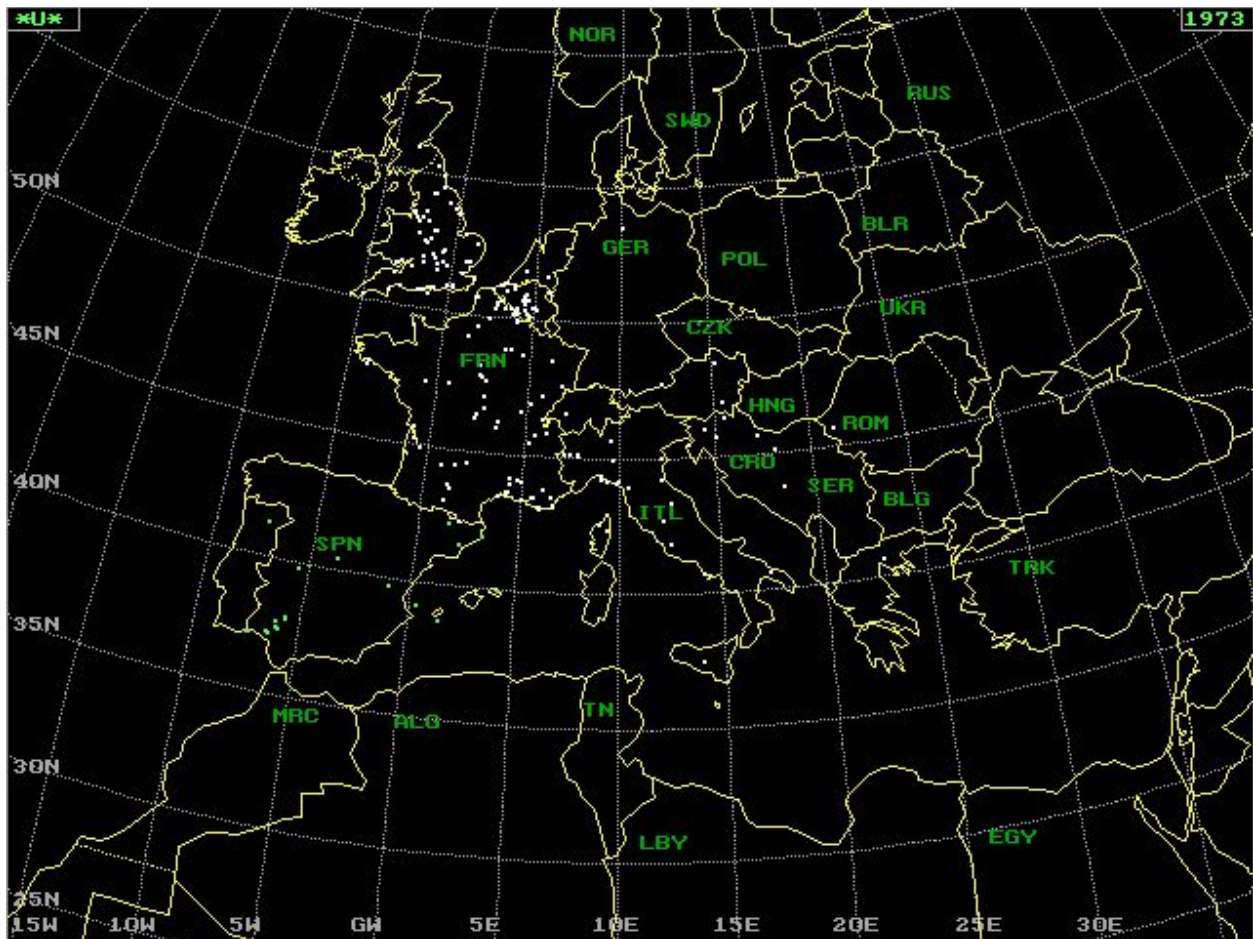 *U* 1973
NOR
RUS
SWD
50N
BLR
GER
POL
UKR
45N
CZK
FRN
HNG
ROM
CRO
40N
SER
BLG
ITL
SPN
TRK
35N
TN
MRC
ALG
30N
EGY
LBY
25N
15W 10W 5W GW 5E 10E 15E 20E 25E 30E